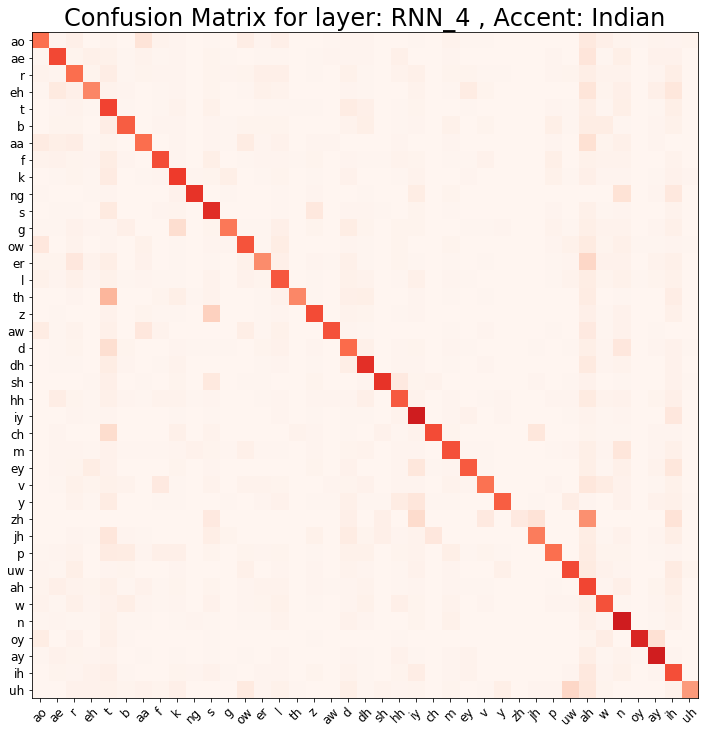 Confusion Matrix for layer: RNN_4 , Accent: Indian
ao
ae
r
eh
t
b
aa
f
k
ng
s
g
ow
er
l
th
z
aw
d
dh
sh
hh
iy
ch
m
ey
v
y
zh
jh
p
uw
ah
w
n
oy
ay
ih
uh
ao ae r eh t b aa f k ng s g ow er l th z aw d dh sh hh iy ch m ey v y zh jh p uw ah w n oy ay ih uh